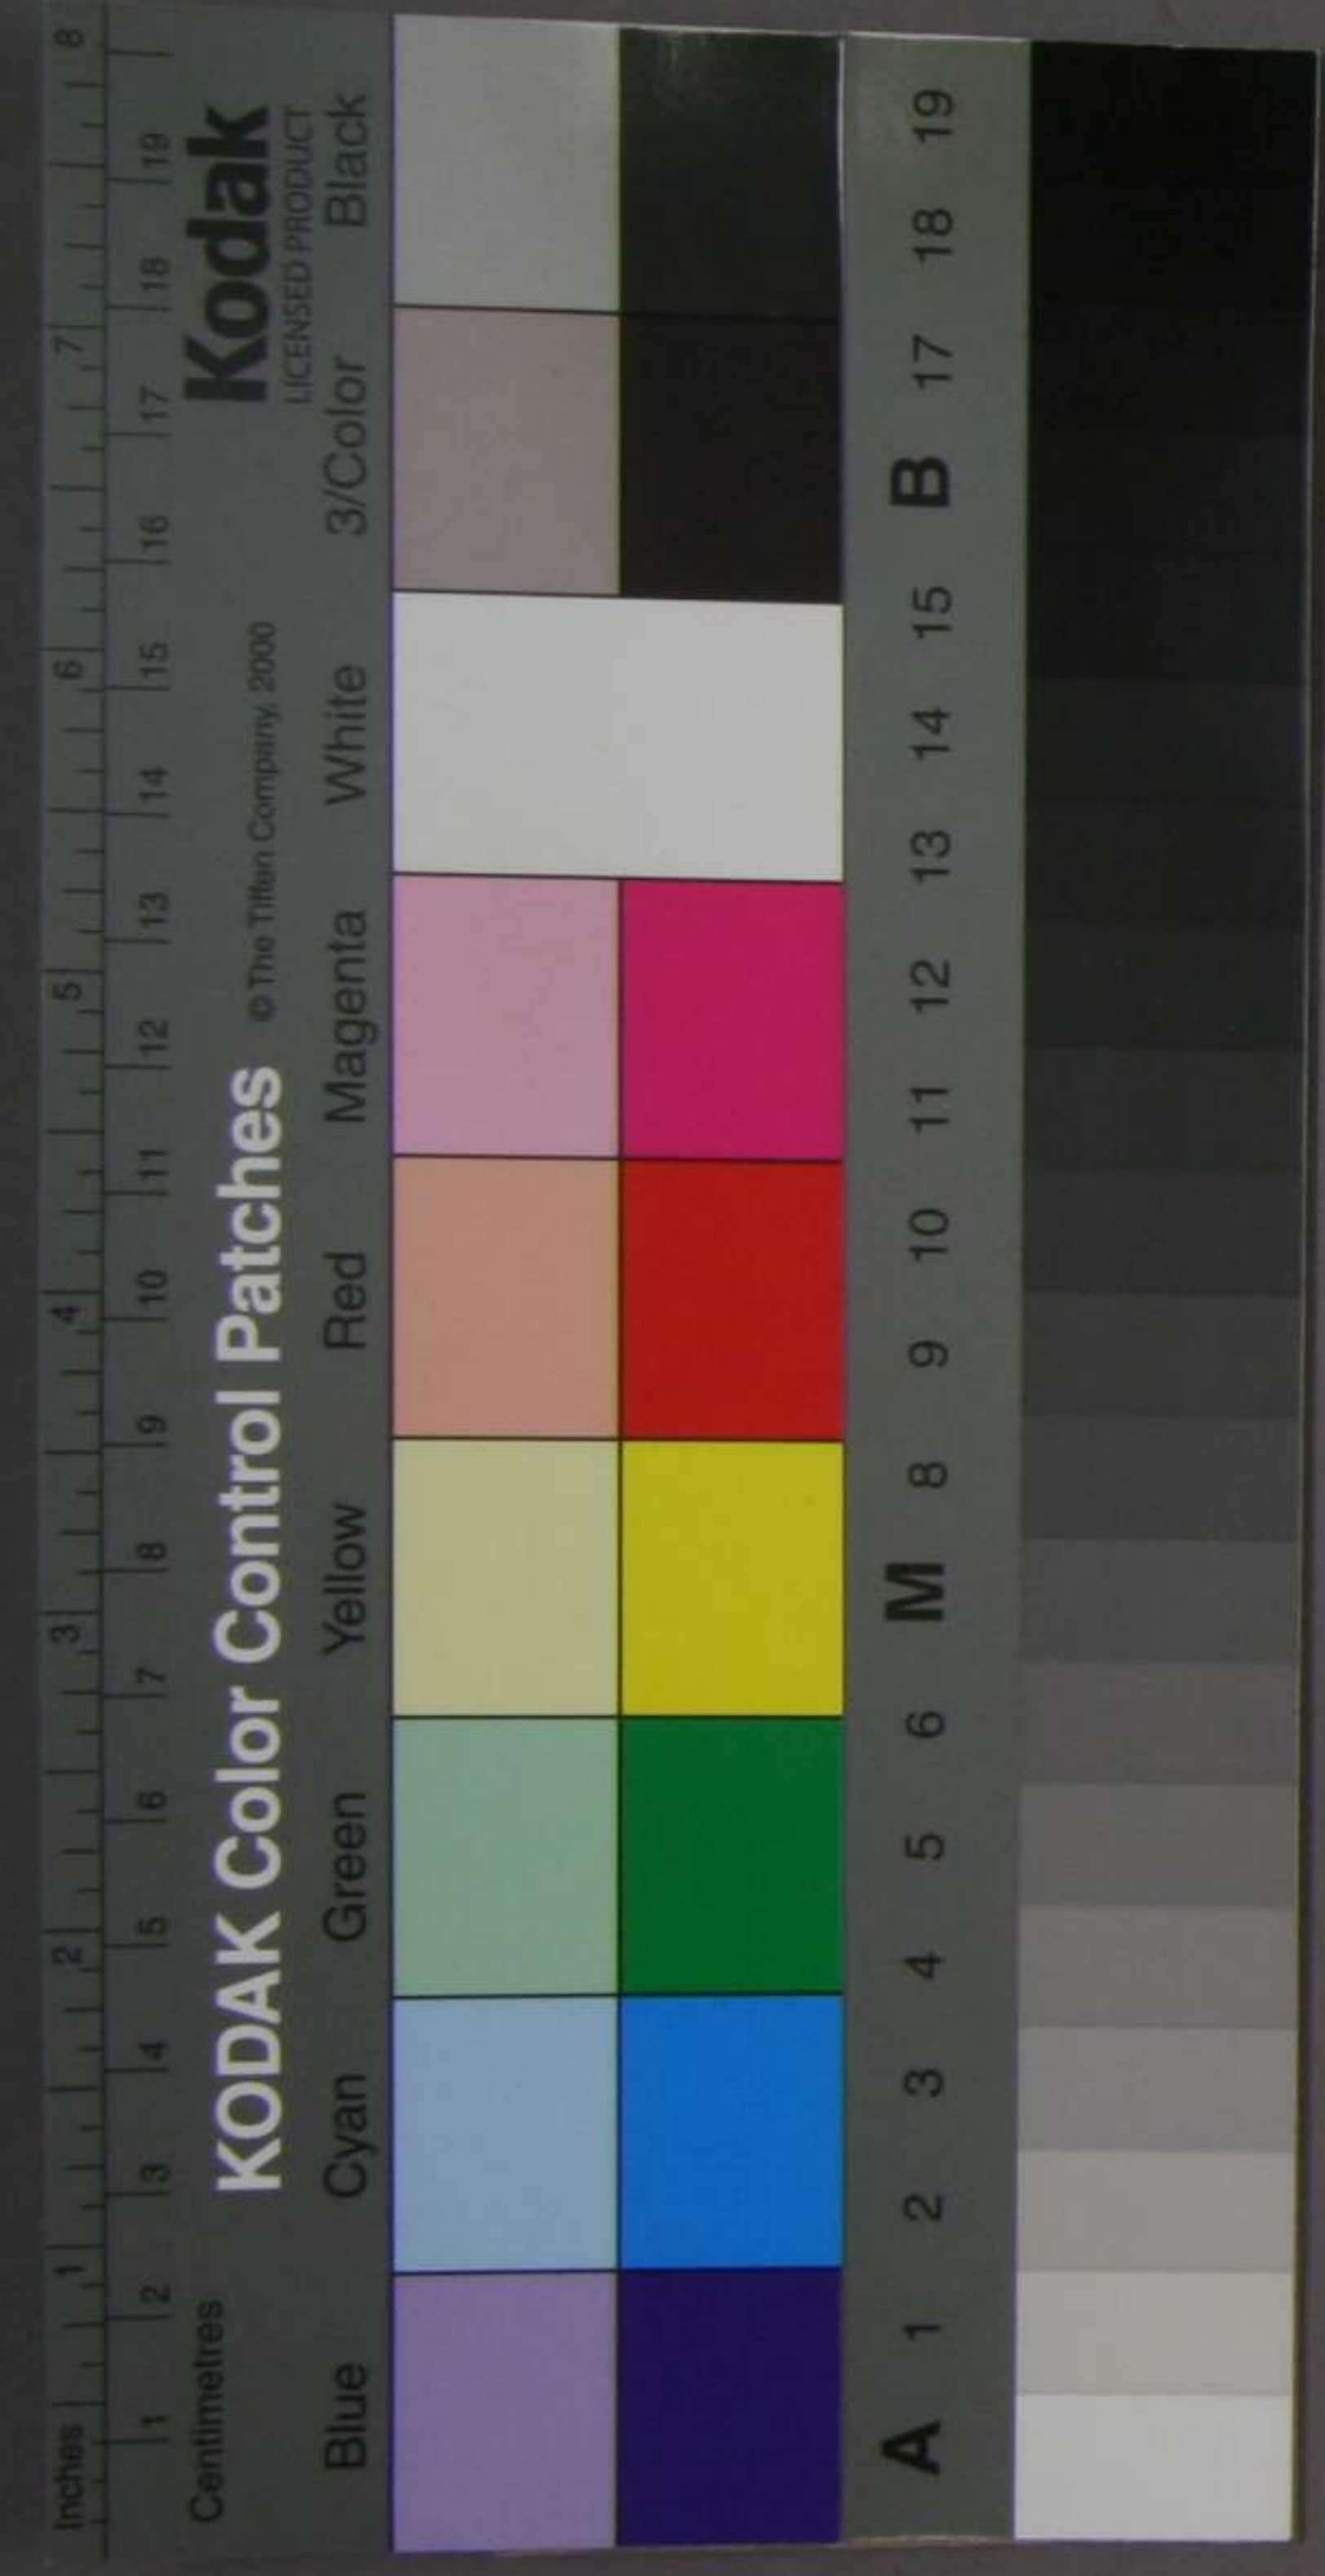 Inches 1 2 3 4 5 6 7 8
1 2 3 4 5 6 7 8 9 10 11 12 13 14 15 16 17 18 19
Centimetres
KODAK Color Control Patches © The Tiffen Company, 2000 Kodak
LICENSED PRODUCT
Blue Cyan Green Yellow Red Magenta White 3/Color Black
A 1 2 3 4 5 6 M 8 9 10 11 12 13 14 15 B 17 18 19